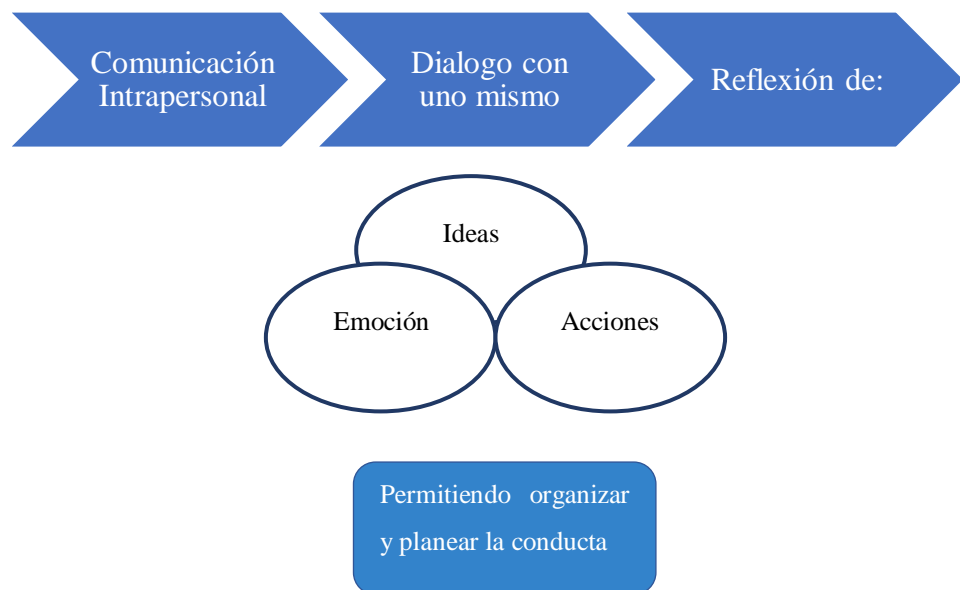 Comunicación
Intrapersonal
Dialogo con
uno mismo
Reflexión de:
Ideas
Emoción
Acciones
Permitiendo organizar
y planear la conducta